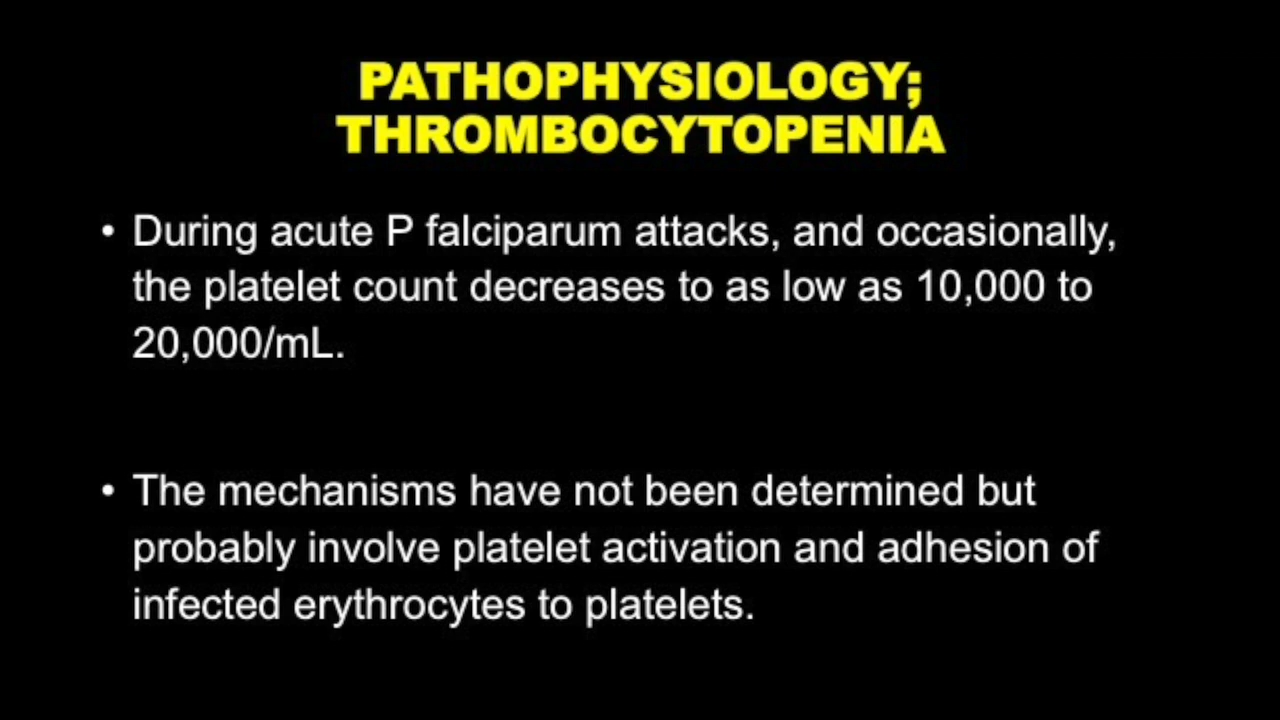 PATHOPHYSIOLOGY;
THROMBOCYTOPENIA
• During acute P falciparum attacks, and occasionally,
the platelet count decreases to as low as 10,000 to
20,000/mL.
• The mechanisms have not been determined but
probably involve platelet activation and adhesion of
infected erythrocytes to platelets.